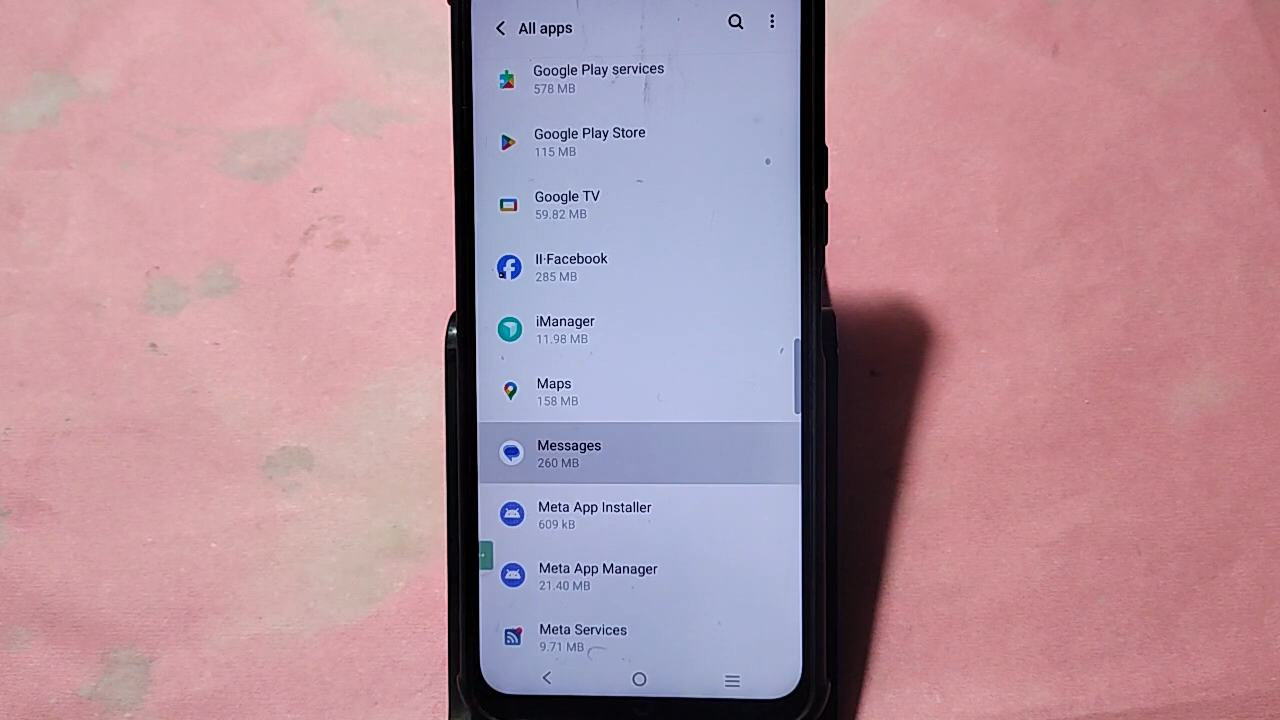 All apps
Google Play services
578 MB
Google Play Store
115 MB
Google TV
59.82 MB
II·Facebook
285 MB
iManager
11.98 MB
Maps
158 MB
Messages
260 MB
Meta App Installer
609 kB
Meta App Manager
21.40 MB
Meta Services
9.71 MB